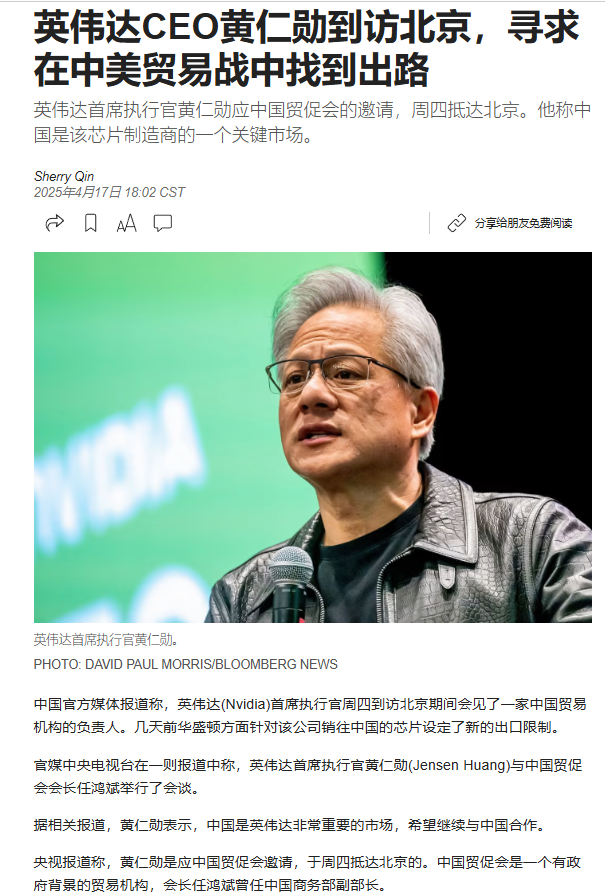 英伟达CEO黄仁勋到访北京，寻求
在中美贸易战中找到出路
英伟达首席执行官黄仁勋应中国贸促会的邀请，周四抵达北京。他称中
国是该芯片制造商的一个关键市场。
Sherry Qin
2025年4月17日 18:02 CST
AA
分享给朋友免费阅读
NVIDIA
英伟达首席执行官黄仁勋。
PHOTO: DAVID PAUL MORRIS/BLOOMBERG NEWS
中国官方媒体报道称，英伟达(Nvidia)首席执行官周四到访北京期间会见了一家中国贸易
机构的负责人。几天前华盛顿方面针对该公司销往中国的芯片设定了新的出口限制。
官媒中央电视台在一则报道中称，英伟达首席执行官黄仁勋(Jensen Huang)与中国贸促
会会长任鸿斌举行了会谈。
据相关报道，黄仁勋表示，中国是英伟达非常重要的市场，希望继续与中国合作。
央视报道称，黄仁勋是应中国贸促会邀请，于周四抵达北京的。中国贸促会是一个有政
府背景的贸易机构，会长任鸿斌曾任中国商务部副部长。